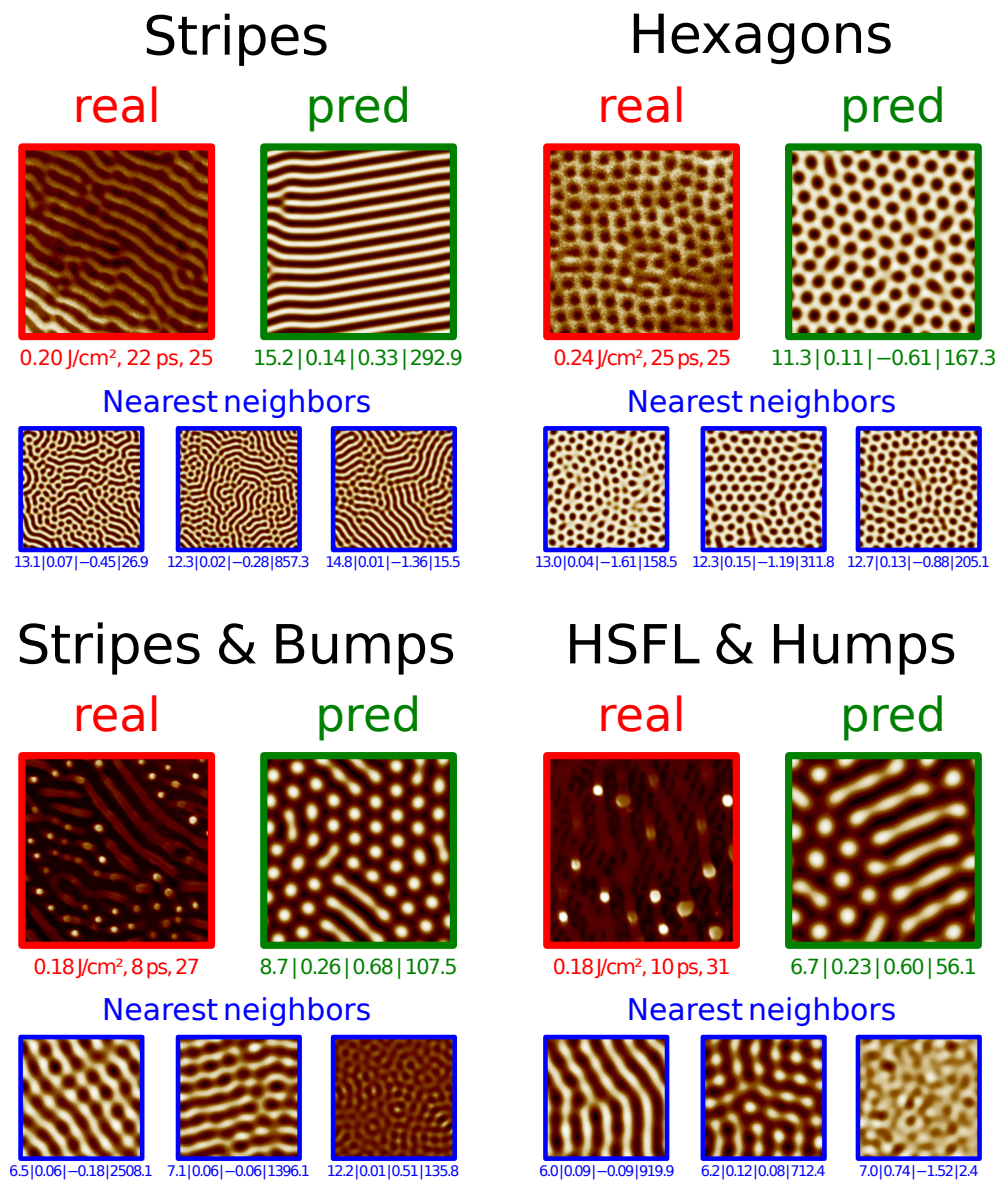 Stripes
real pred
0.20 J/cm², 22 ps, 25 15.2 | 0.14 | 0.33 | 292.9
Nearest neighbors
13.1|0.07|−0.45|26.9 12.3|0.02|−0.28|857.3 14.8|0.01|−1.36|15.5
Hexagons
real pred
0.24 J/cm², 25 ps, 25 11.3 | 0.11 | −0.61 | 167.3
Nearest neighbors
13.0|0.04|−1.61|158.5 12.3|0.15|−1.19|311.8 12.7|0.13|−0.88|205.1
Stripes & Bumps
real pred
0.18 J/cm², 8 ps, 27 8.7 | 0.26 | 0.68 | 107.5
Nearest neighbors
6.5|0.06|−0.18|2508.1 7.1|0.06|−0.06|1396.1 12.2|0.01|0.51|135.8
HSFL & Humps
real pred
0.18 J/cm², 10 ps, 31 6.7 | 0.23 | 0.60 | 56.1
Nearest neighbors
6.0|0.09|−0.09|919.9 6.2|0.12|0.08|712.4 7.0|0.74|−1.52|2.4